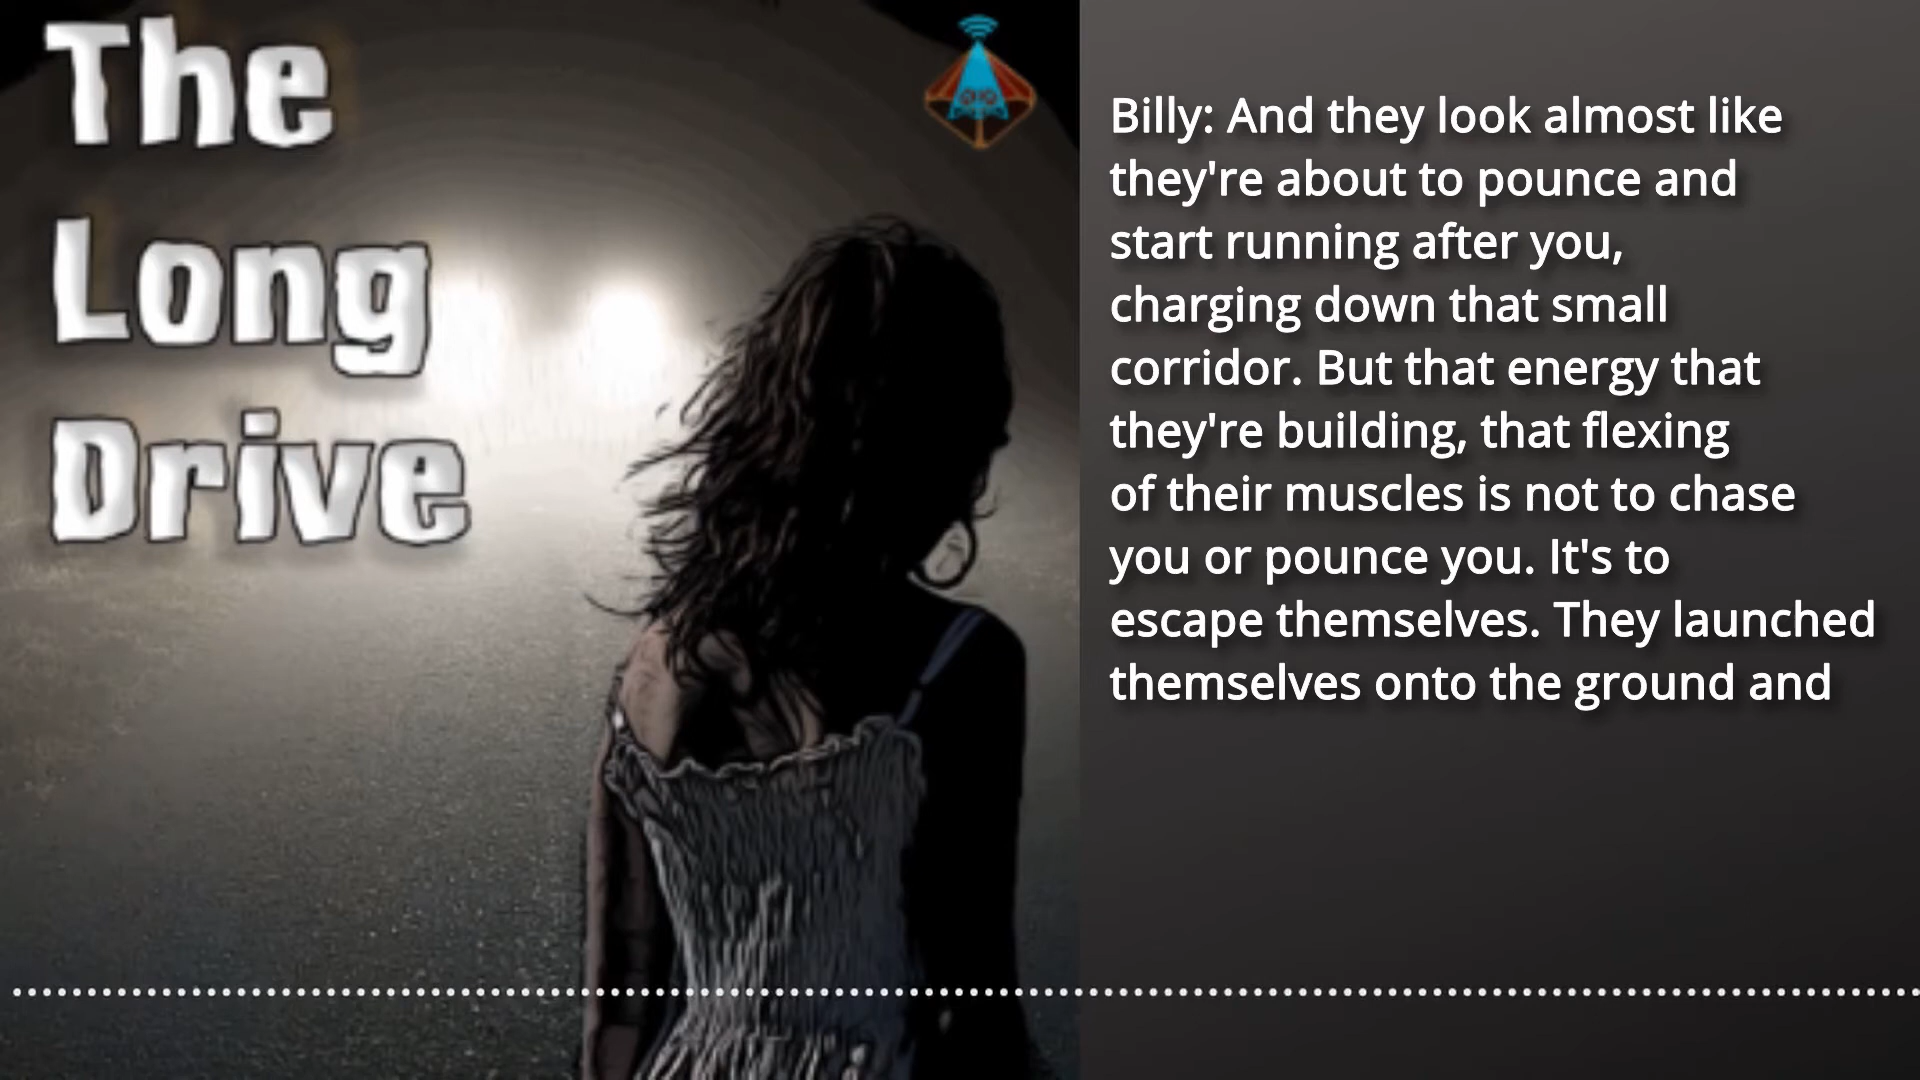 The
Long
Drive
Billy: And they look almost like
they're about to pounce and
start running after you,
charging down that small
corridor. But that energy that
they're building, that flexing
of their muscles is not to chase
you or pounce you. It's to
escape themselves. They launched
themselves onto the ground and